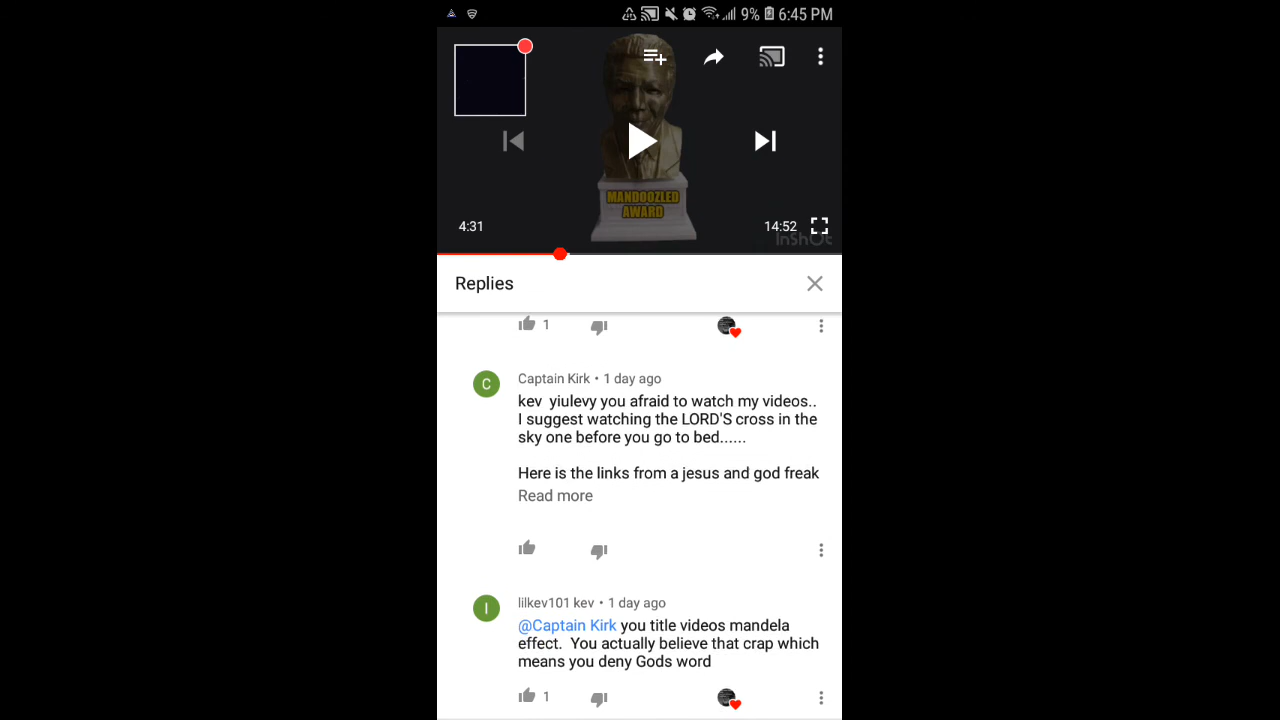 9% 6:45 PM
MANDOOZLED
AWARD
4:31
14:52
InShOt
Replies
1
C
Captain Kirk • 1 day ago
kev yiulevy you afraid to watch my videos..
I suggest watching the LORD'S cross in the
sky one before you go to bed......
Here is the links from a jesus and god freak
Read more
l
lilkev101 kev • 1 day ago
@Captain Kirk you title videos mandela
effect. You actually believe that crap which
means you deny Gods word
1